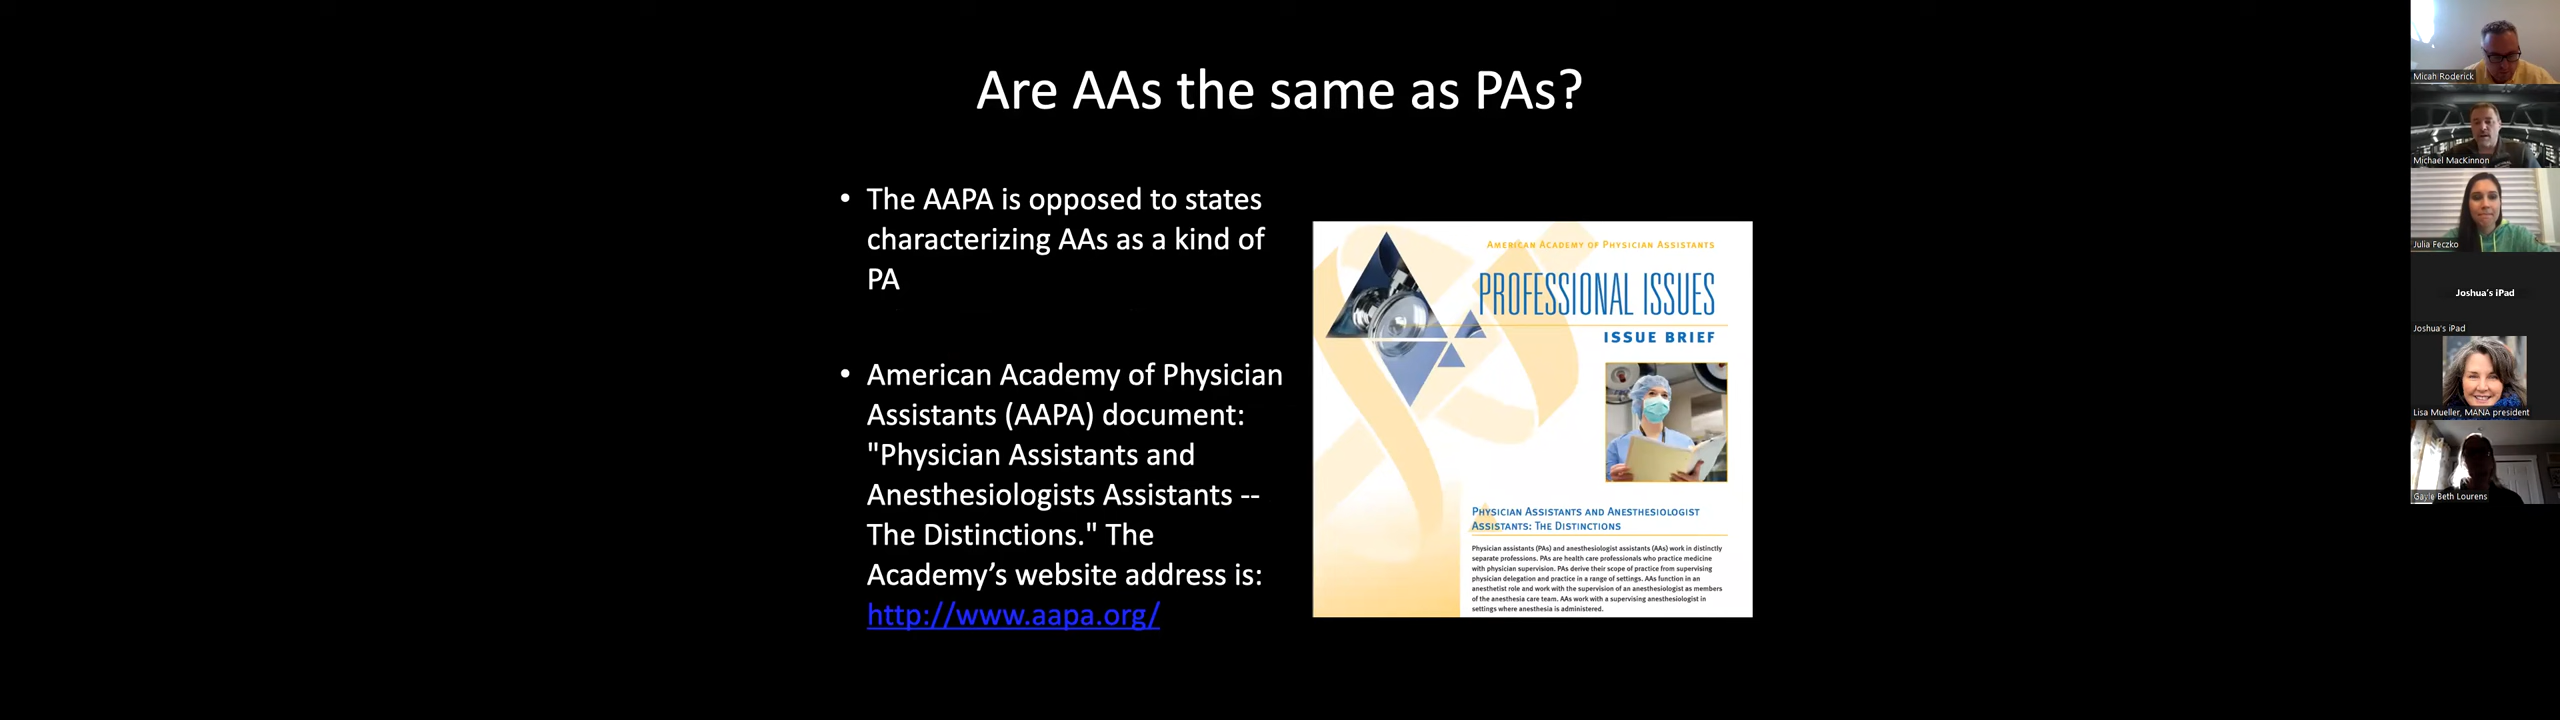 Are AAs the same as PAs?
• The AAPA is opposed to states
characterizing AAs as a kind of
PA
• American Academy of Physician
Assistants (AAPA) document:
"Physician Assistants and
Anesthesiologists Assistants --
The Distinctions." The
Academy’s website address is:
http://www.aapa.org/
AMERICAN ACADEMY OF PHYSICIAN ASSISTANTS
PROFESSIONAL ISSUES
ISSUE BRIEF
PHYSICIAN ASSISTANTS AND ANESTHESIOLOGIST
ASSISTANTS: THE DISTINCTIONS
Physician assistants (PAs) and anesthesiologist assistants (AAs) work in distinctly
separate professions. PAs are health care professionals who practice medicine
with physician supervision. PAs derive their scope of practice from supervising
physician delegation and practice in a range of settings. AAs function in an
anesthetist role and work with the supervision of an anesthesiologist as members
of the anesthesia care team. AAs work with a supervising anesthesiologist in
settings where anesthesia is administered.
Micah Roderick
Michael MacKinnon
Julia Feczko
Joshua's iPad
Joshua's iPad
Lisa Mueller, MANA president
Gayle Beth Lourens